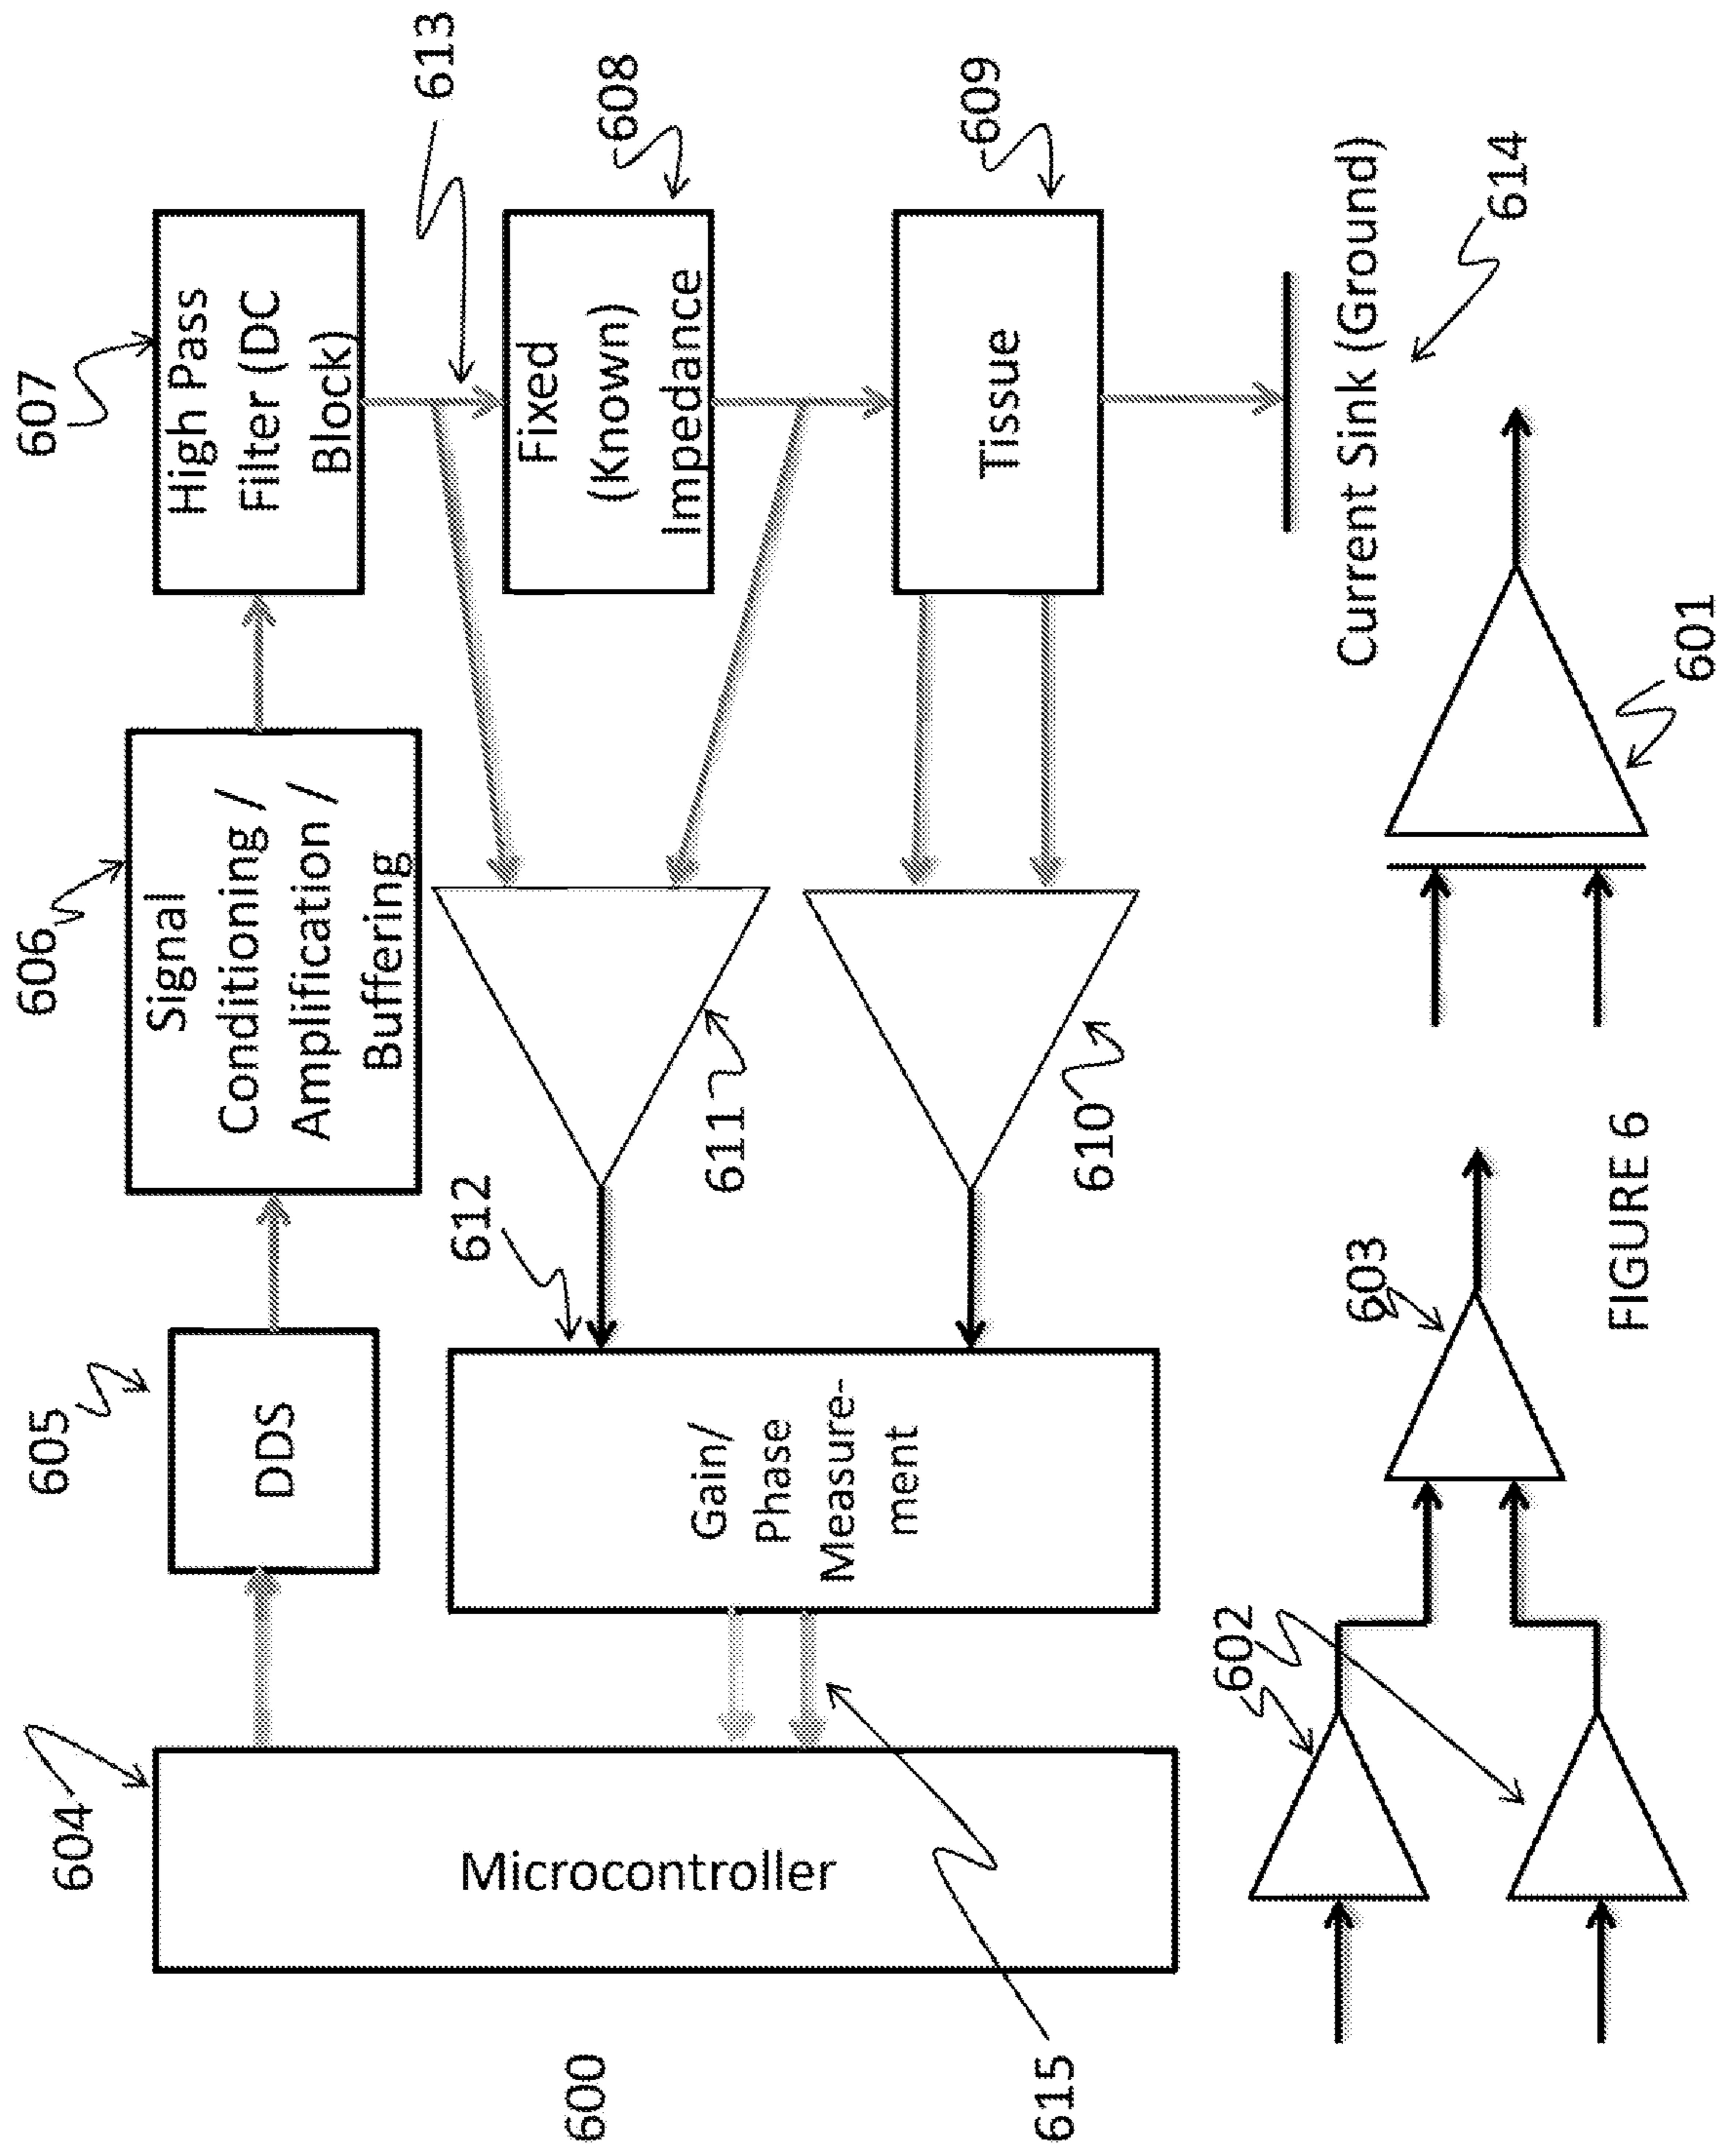 600
604
Microcontroller
605
DDS
606
Signal
Conditioning /
Amplification /
Buffering
607
High Pass
Filter (DC
Block)
613
Fixed
(Known)
Impedance
608
Tissue
609
Current Sink (Ground)
614
611
610
612
Gain/
Phase
Measure-
ment
615
602
603
601
FIGURE 6